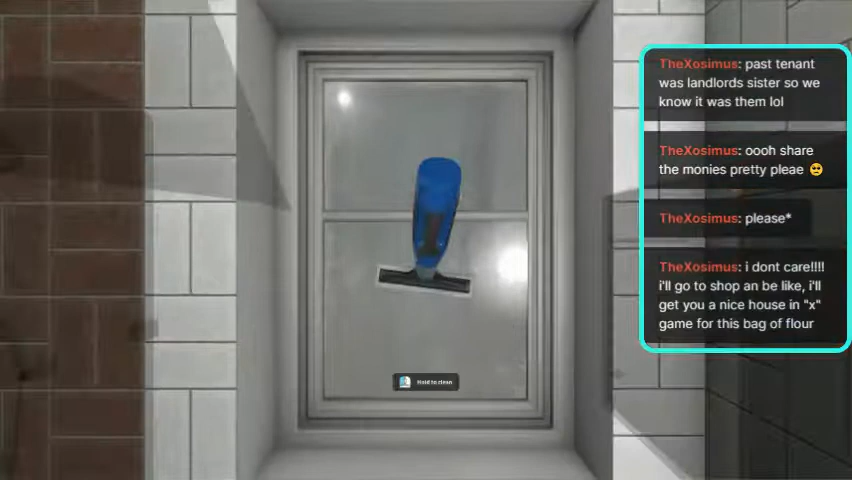 TheXosimus: past tenant
was landlords sister so we
know it was them lol
TheXosimus: oooh share
the monies pretty pleae 🥺
TheXosimus: please*
TheXosimus: i dont care!!!!
i'll go to shop an be like, i'll
get you a nice house in "x"
game for this bag of flour
Hold to clean